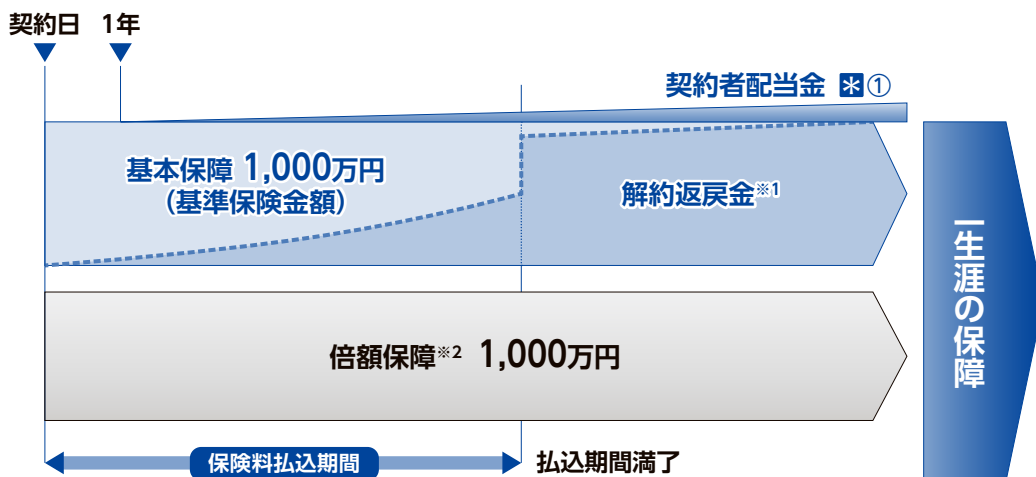 契約日 1年
契約者配当金 *①
基本保障 1,000万円
(基準保険金額)
解約返戻金※1
倍額保障※2 1,000万円
一生涯の保障
保険料払込期間
払込期間満了